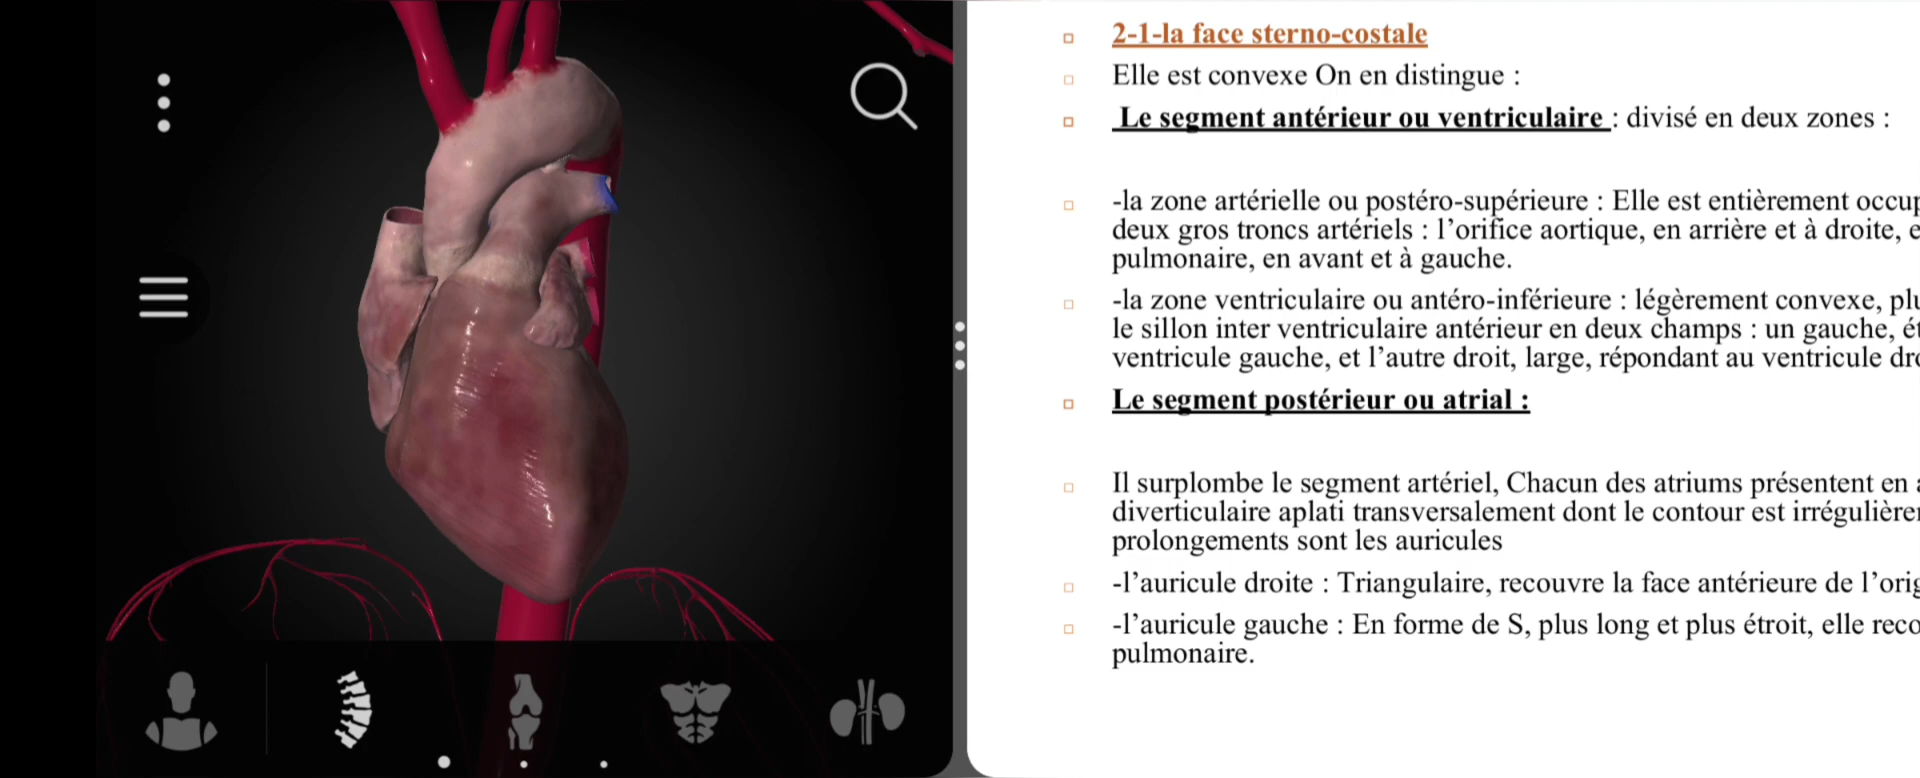 2-1-la face sterno-costale
Elle est convexe On en distingue :
Le segment antérieur ou ventriculaire : divisé en deux zones :
-la zone artérielle ou postéro-supérieure : Elle est entièrement
deux gros troncs artériels : l’orifice aortique, en arrière et à droite,
pulmonaire, en avant et à gauche.
-la zone ventriculaire ou antéro-inférieure : légèrement convexe,
le sillon inter ventriculaire antérieur en deux champs : un gauche,
ventricule gauche, et l’autre droit, large, répondant au ventricule
Le segment postérieur ou atrial :
Il surplombe le segment artériel, Chacun des atriums présentent en
diverticulaire aplati transversalement dont le contour est
prolongements sont les auricules
-l’auricule droite : Triangulaire, recouvre la face antérieure de
-l’auricule gauche : En forme de S, plus long et plus étroit, elle
pulmonaire.